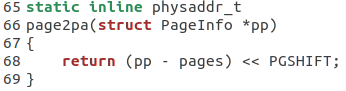 65 static inline physaddr_t
66 page2pa(struct PageInfo *pp)
67 {
68     return (pp - pages) << PGSHIFT;
69 }